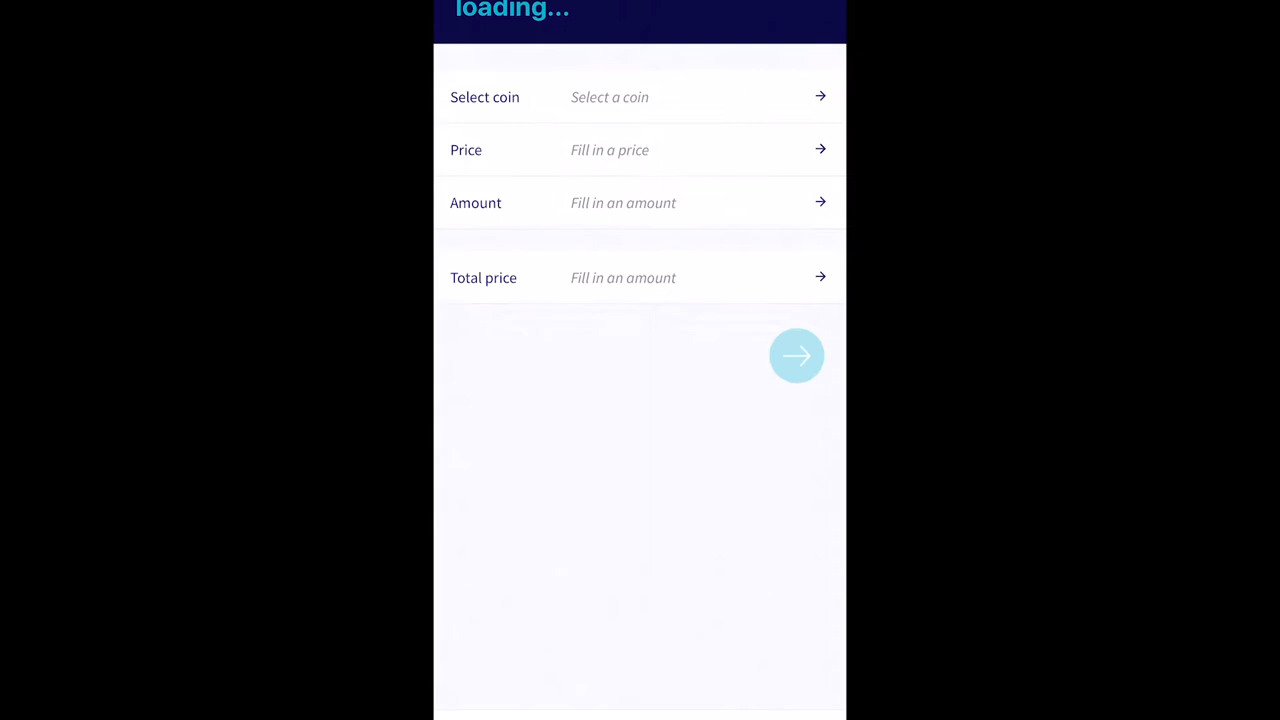 loading...
Select coin Select a coin
Price Fill in a price
Amount Fill in an amount
Total price Fill in an amount